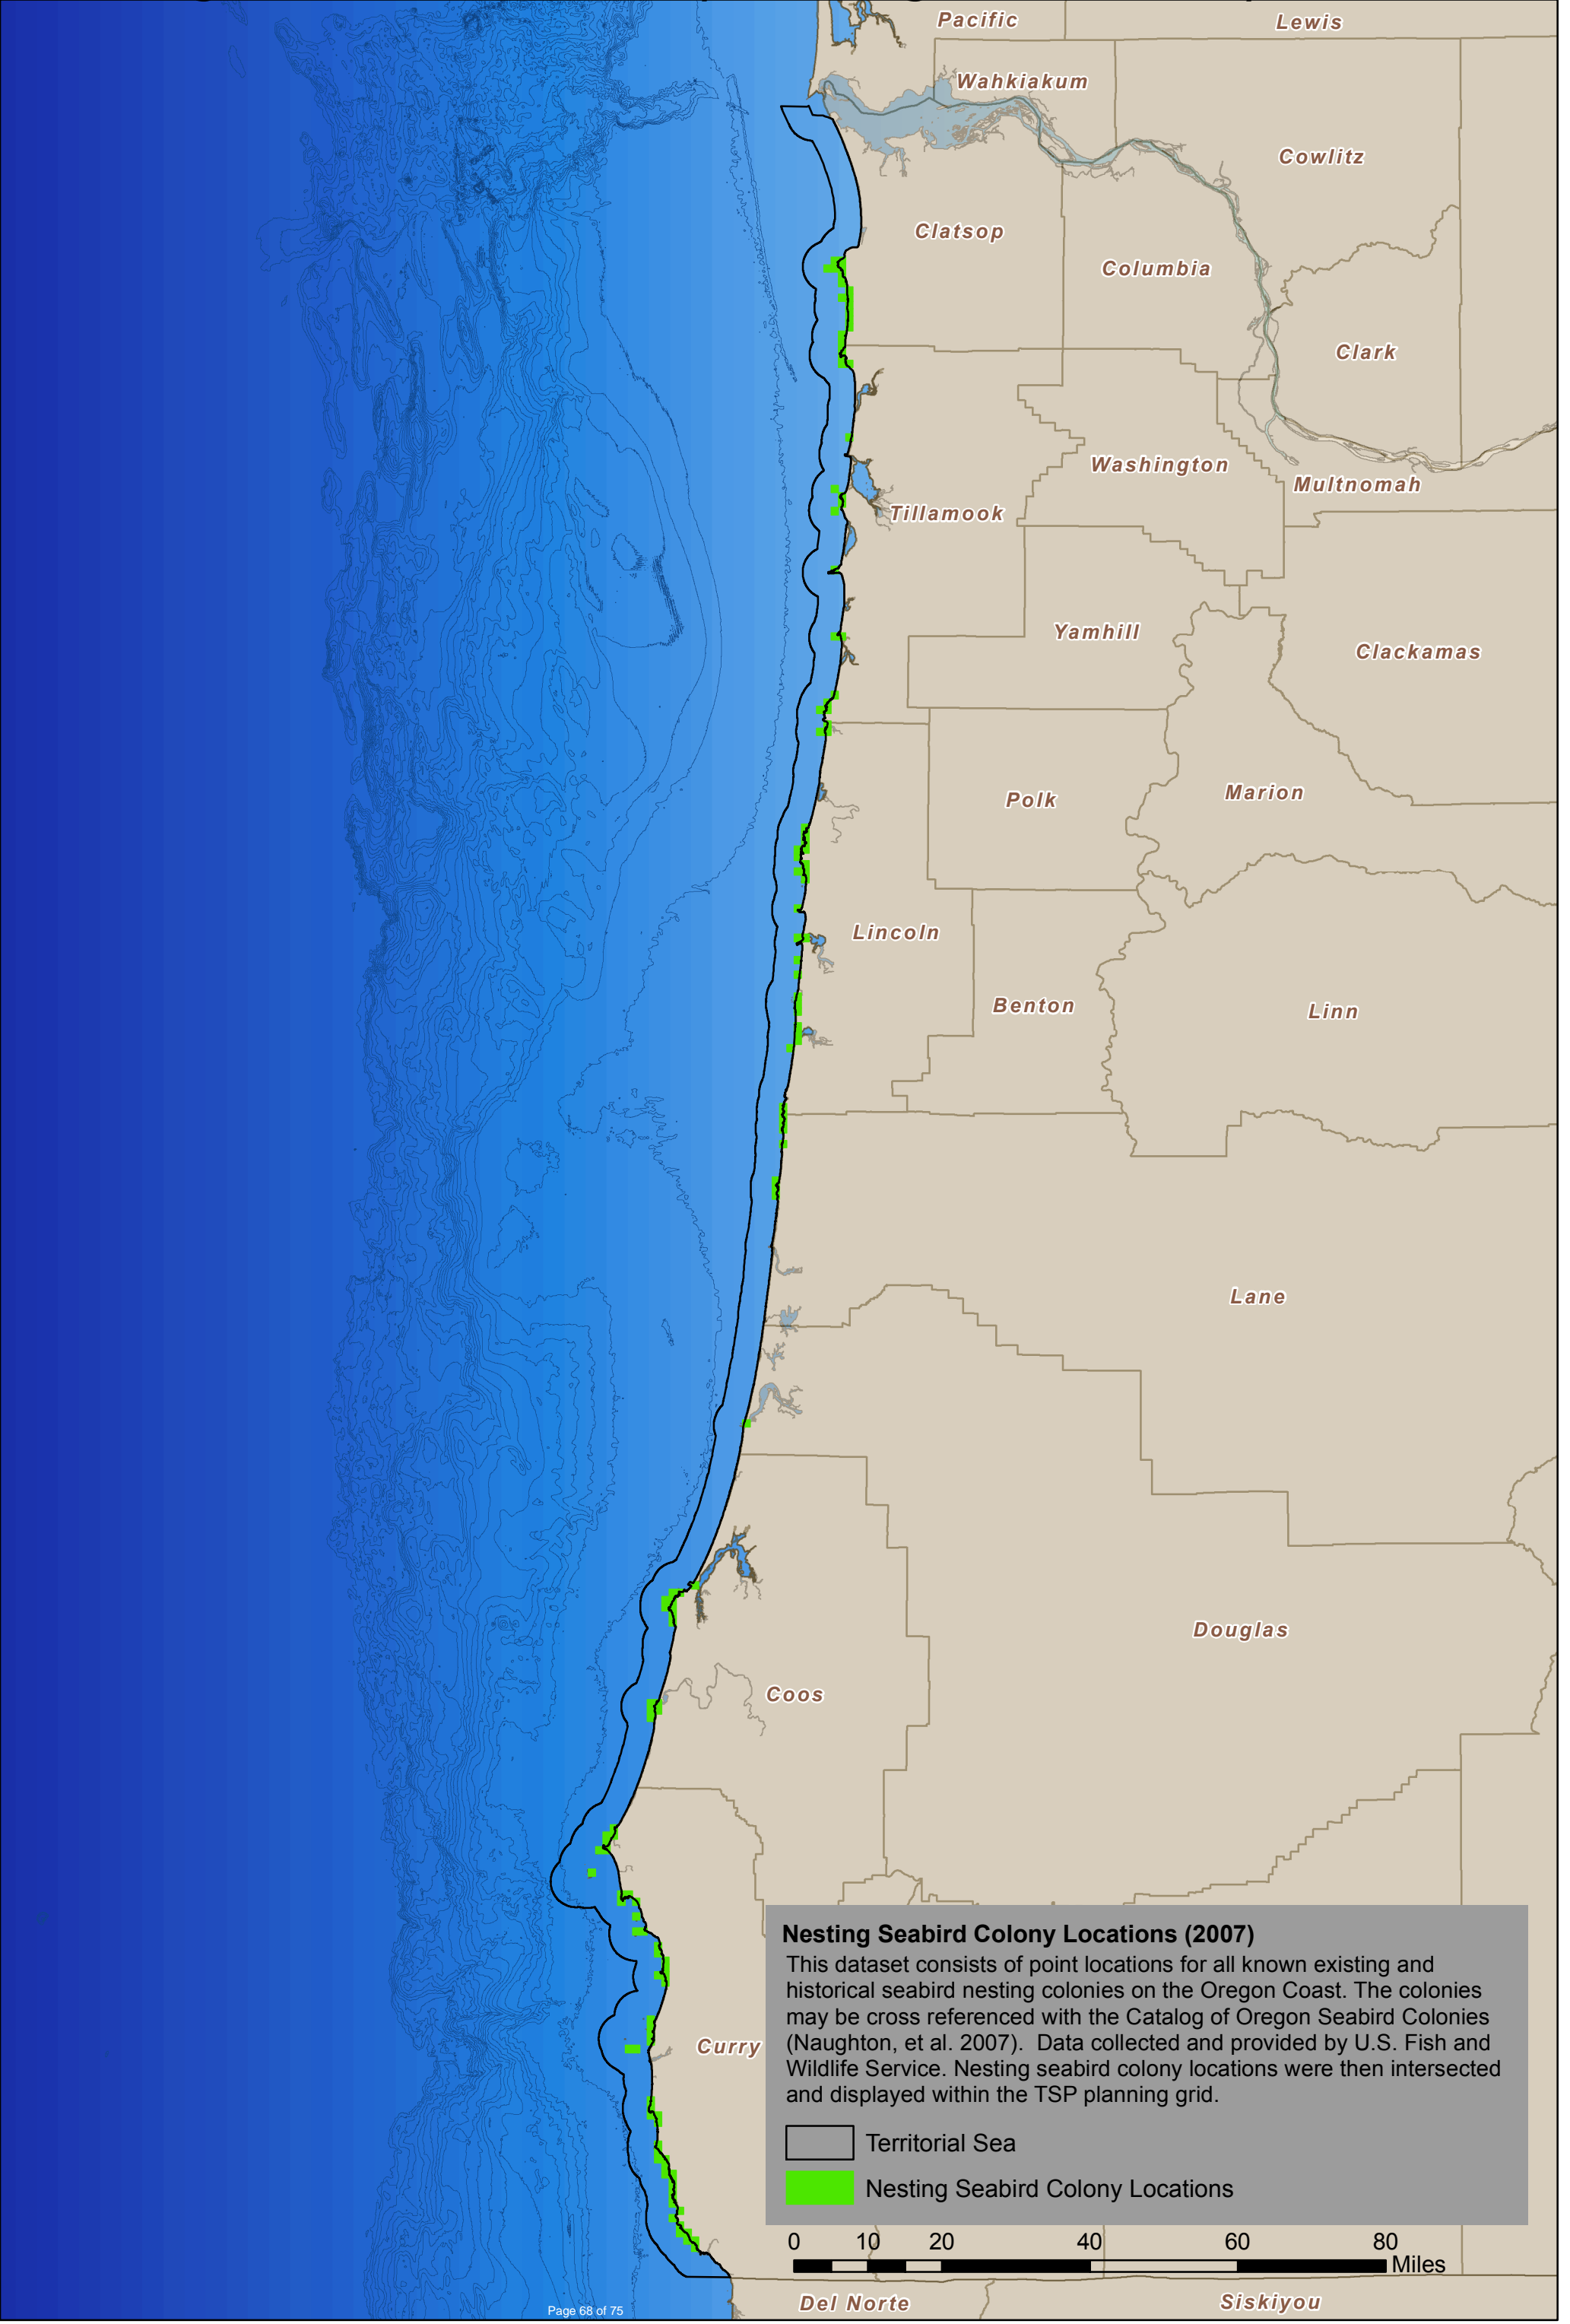 Pacific
Lewis
Wahkiakum
Cowlitz
Clatsop
Columbia
Clark
Washington
Multnomah
Tillamook
Yamhill
Clackamas
Polk
Marion
Lincoln
Benton
Linn
Lane
Douglas
Coos
Curry
Nesting Seabird Colony Locations (2007)
This dataset consists of point locations for all known existing and
historical seabird nesting colonies on the Oregon Coast. The colonies
may be cross referenced with the Catalog of Oregon Seabird Colonies
(Naughton, et al. 2007).  Data collected and provided by U.S. Fish and
Wildlife Service. Nesting seabird colony locations were then intersected
and displayed within the TSP planning grid.
Territorial Sea
Nesting Seabird Colony Locations
0 10 20 40 60 80
Miles
Del Norte
Siskiyou
Page 68 of 75